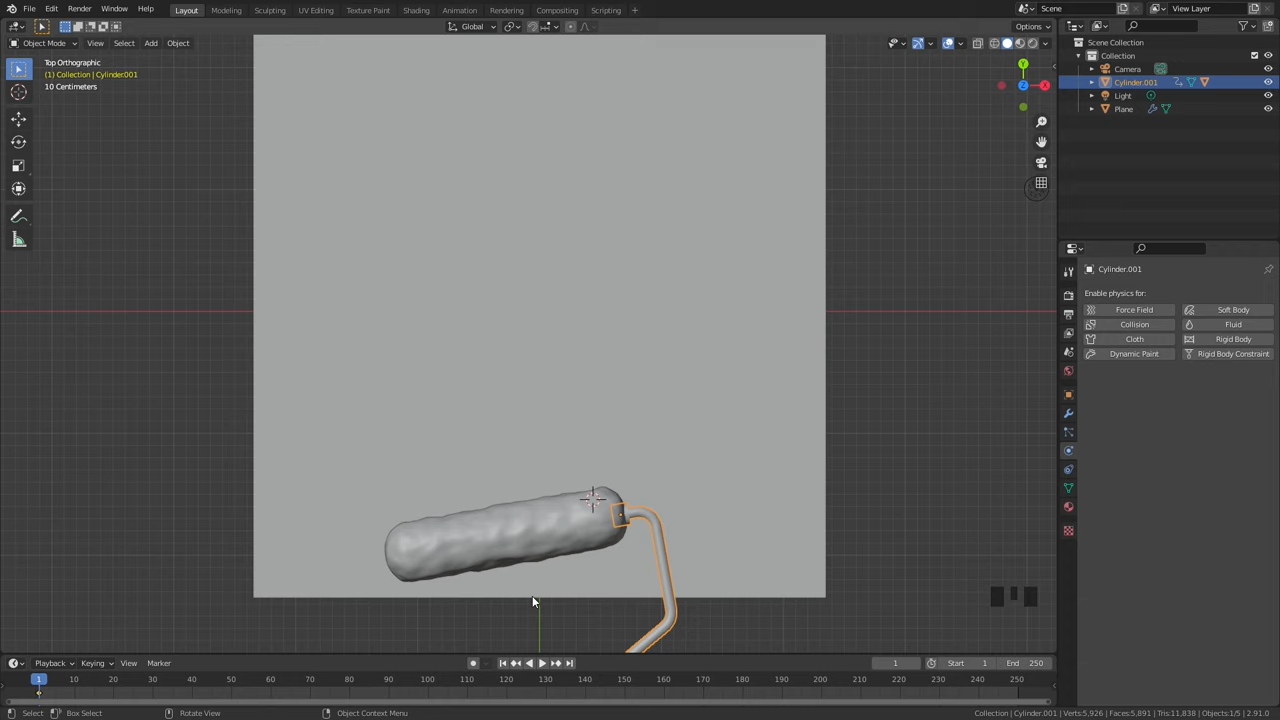 File Edit Render Window Help Layout Modeling Sculpting UV Editing Texture Paint Shading Animation Rendering Compositing Scripting + Scene View Layer
Global Options
Object Mode View Select Add Object
Top Orthographic
(1) Collection | Cylinder.001
10 Centimeters
Y
Z X
Scene Collection
Collection
Camera
Cylinder.001
Light
Plane
Cylinder.001
Enable physics for:
Force Field Soft Body
Collision Fluid
Cloth Rigid Body
Dynamic Paint Rigid Body Constraint
Playback Keying View Marker 1 Start 1 End 250
1 10 20 30 40 50 60 70 80 90 100 110 120 130 140 150 160 170 180 190 200 210 220 230 240 250
Select Box Select Rotate View Object Context Menu Collection | Cylinder.001 | Verts:5,926 | Faces:5,891 | Tris:11,838 | Objects:1/5 | 2.91.0